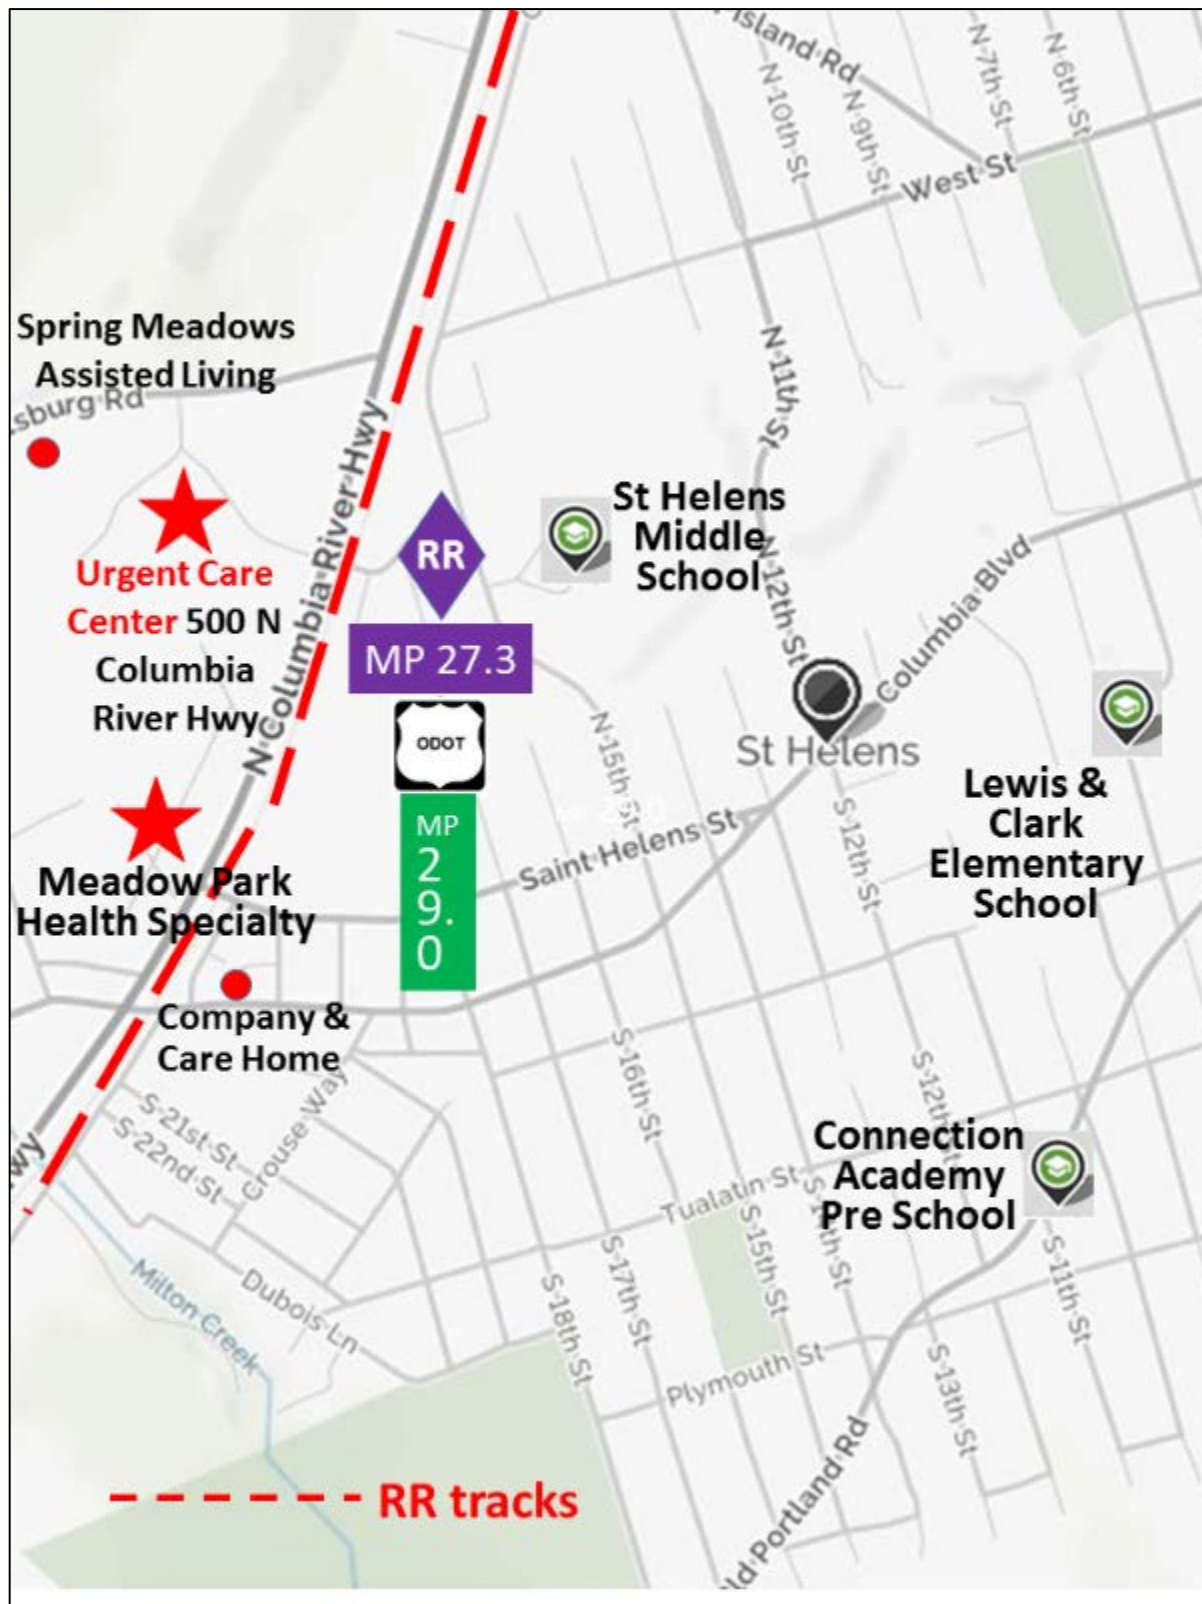 Island Rd
N 10th St
N 9th St
N 7th St
N 6th St
West St
Spring Meadows
Assisted Living
sburg Rd
N Columbia River Hwy
N 11th St
RR
MP 27.3
ODOT
MP
2
9.
0
St Helens
Middle
School
N 12th St
Columbia Blvd
Urgent Care
Center 500 N
Columbia
River Hwy
N 15th St
St Helens
Saint Helens St
S 12th St
Lewis &
Clark
Elementary
School
Meadow Park
Health Specialty
Company &
Care Home
wy
S 21st St
S 22nd St
Crouse Way
S 16th St
S 12th St
Connection
Academy
Pre School
Tualatin St
S 15th St
S 11th St
S 17th St
S 18th St
Milton Creek
Dubois Ln
Plymouth St
S 13th St
ld Portland Rd
RR tracks